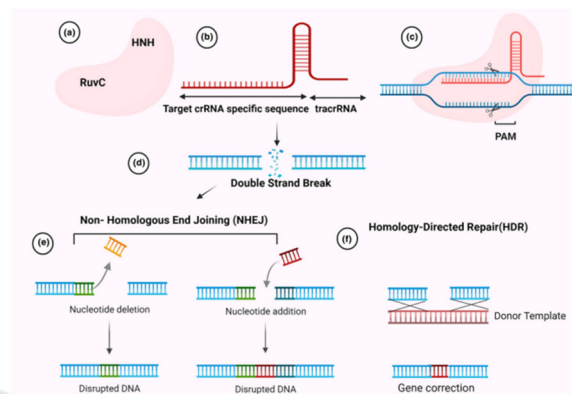 (a)
HNH
RuvC
(b)
Target crRNA specific sequence tracrRNA
(c)
PAM
(d)
Double Strand Break
Non- Homologous End Joining (NHEJ)
(e)
Nucleotide deletion
Nucleotide addition
Disrupted DNA
Disrupted DNA
(f)
Homology-Directed Repair(HDR)
Donor Template
Gene correction